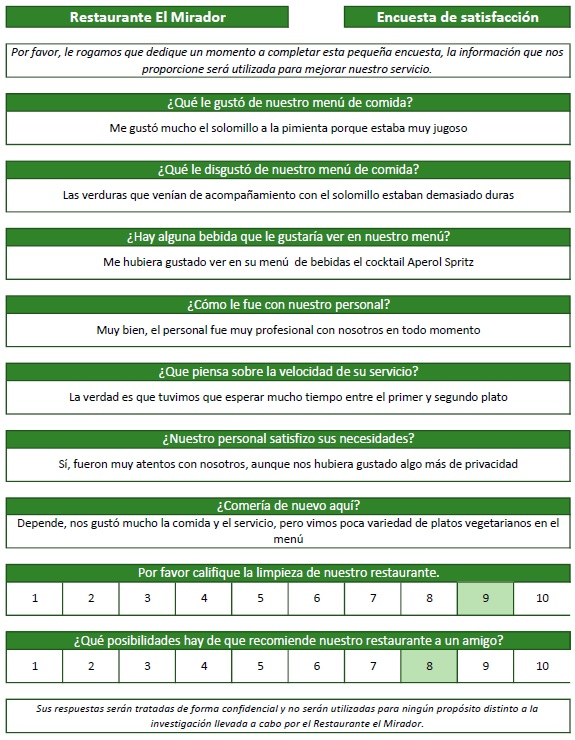 Restaurante El Mirador
Encuesta de satisfacción
Por favor, le rogamos que dedique un momento a completar esta pequeña encuesta, la información que nos
proporcione será utilizada para mejorar nuestro servicio.
¿Qué le gustó de nuestro menú de comida?
Me gustó mucho el solomillo a la pimienta porque estaba muy jugoso
¿Qué le disgustó de nuestro menú de comida?
Las verduras que venían de acompañamiento con el solomillo estaban demasiado duras
¿Hay alguna bebida que le gustaría ver en nuestro menú?
Me hubiera gustado ver en su menú de bebidas el cocktail Aperol Spritz
¿Cómo le fue con nuestro personal?
Muy bien, el personal fue muy profesional con nosotros en todo momento
¿Que piensa sobre la velocidad de su servicio?
La verdad es que tuvimos que esperar mucho tiempo entre el primer y segundo plato
¿Nuestro personal satisfizo sus necesidades?
Sí, fueron muy atentos con nosotros, aunque nos hubiera gustado algo más de privacidad
¿Comería de nuevo aquí?
Depende, nos gustó mucho la comida y el servicio, pero vimos poca variedad de platos vegetarianos en el
menú
Por favor califique la limpieza de nuestro restaurante.
1 2 3 4 5 6 7 8 9 10
¿Qué posibilidades hay de que recomiende nuestro restaurante a un amigo?
1 2 3 4 5 6 7 8 9 10
Sus respuestas serán tratadas de forma confidencial y no serán utilizadas para ningún propósito distinto a la
investigación llevada a cabo por el Restaurante el Mirador.